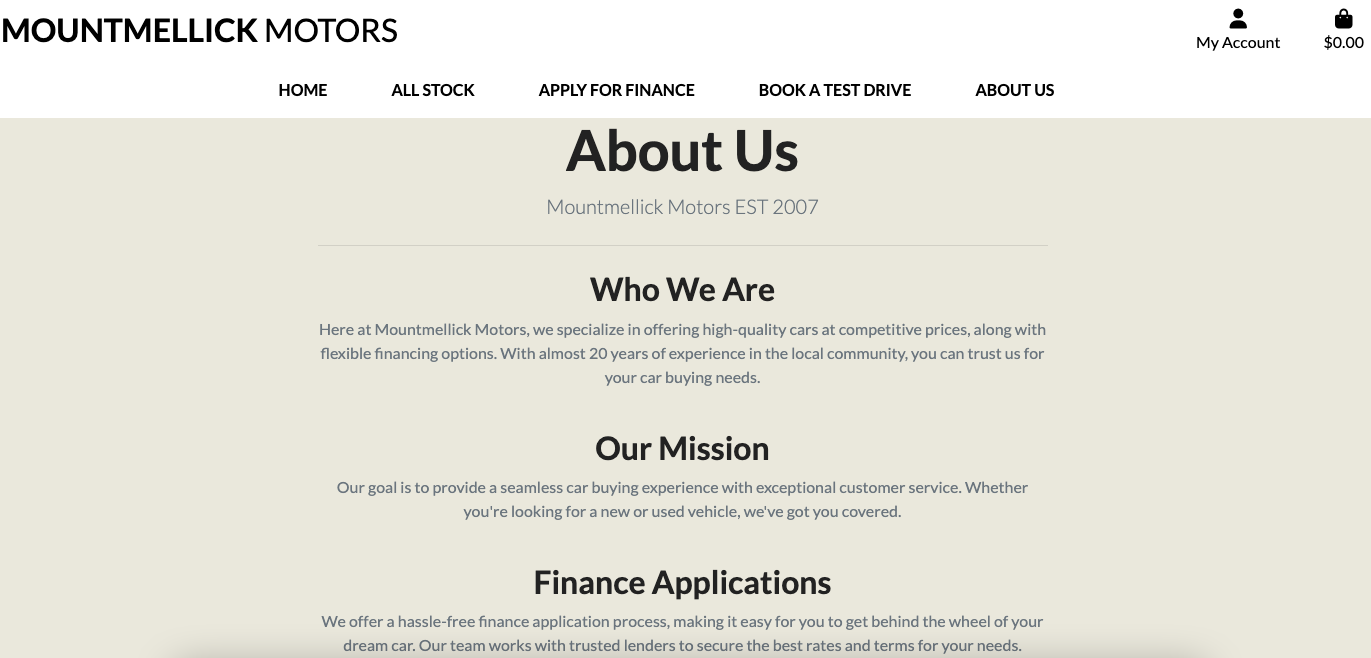 MOUNTMELLICK MOTORS
My Account
$0.00
HOME ALL STOCK APPLY FOR FINANCE BOOK A TEST DRIVE ABOUT US
About Us
Mountmellick Motors EST 2007
Who We Are
Here at Mountmellick Motors, we specialize in offering high-quality cars at competitive prices, along with
flexible financing options. With almost 20 years of experience in the local community, you can trust us for
your car buying needs.
Our Mission
Our goal is to provide a seamless car buying experience with exceptional customer service. Whether
you're looking for a new or used vehicle, we've got you covered.
Finance Applications
We offer a hassle-free finance application process, making it easy for you to get behind the wheel of your
dream car. Our team works with trusted lenders to secure the best rates and terms for your needs.